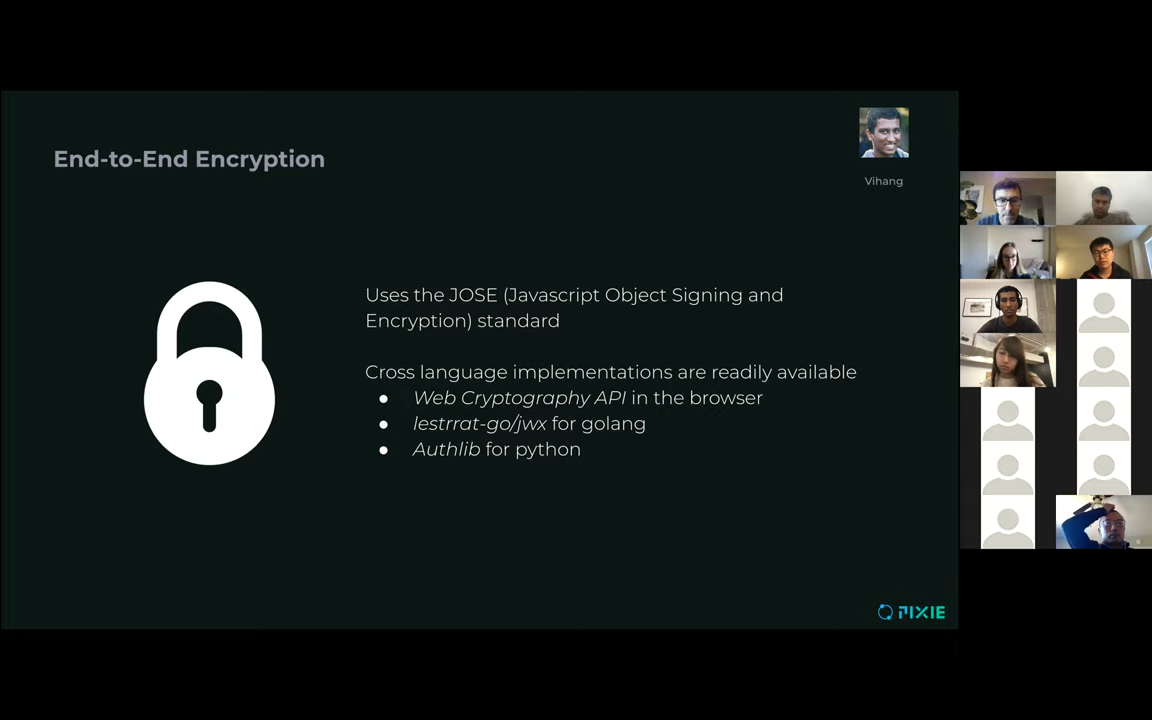 End-to-End Encryption
Vihang
Uses the JOSE (Javascript Object Signing and
Encryption) standard
Cross language implementations are readily available
● Web Cryptography API in the browser
● lestrrat-go/jwx for golang
● Authlib for python
PIXIE